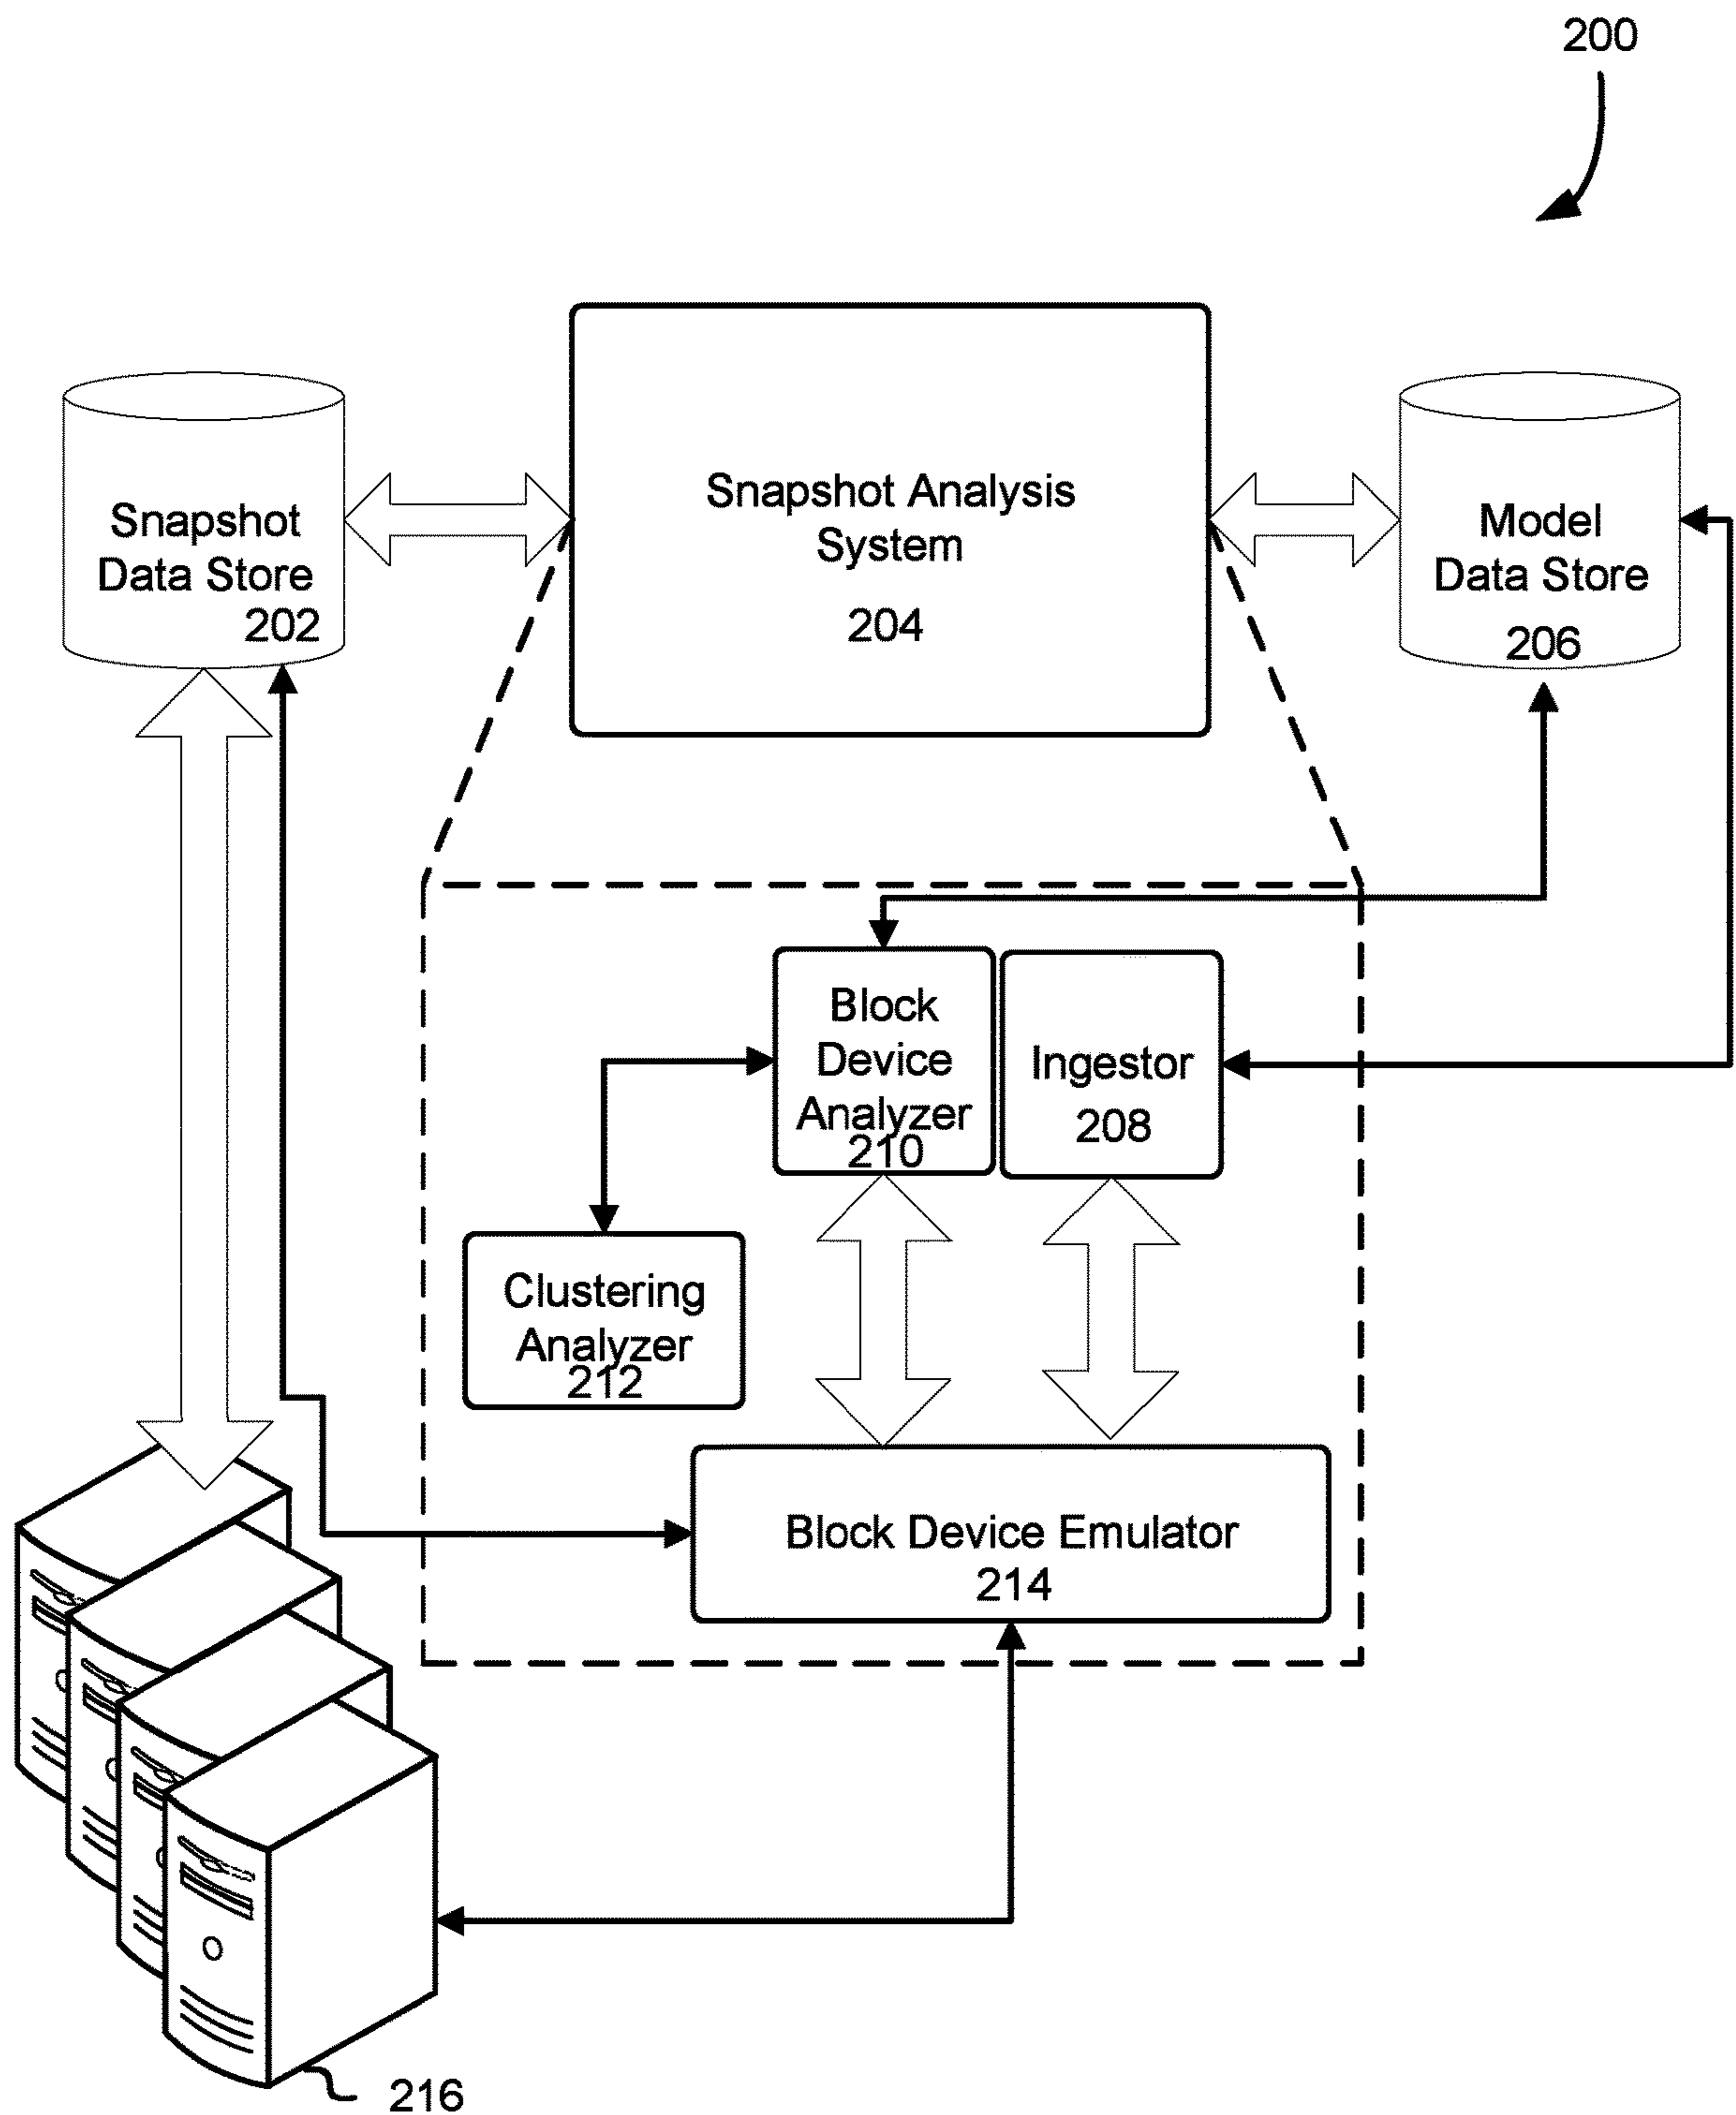 200
Snapshot
Data Store
202
Snapshot Analysis
System
204
Model
Data Store
206
Block
Device
Analyzer
210
Ingestor
208
Clustering
Analyzer
212
Block Device Emulator
214
216